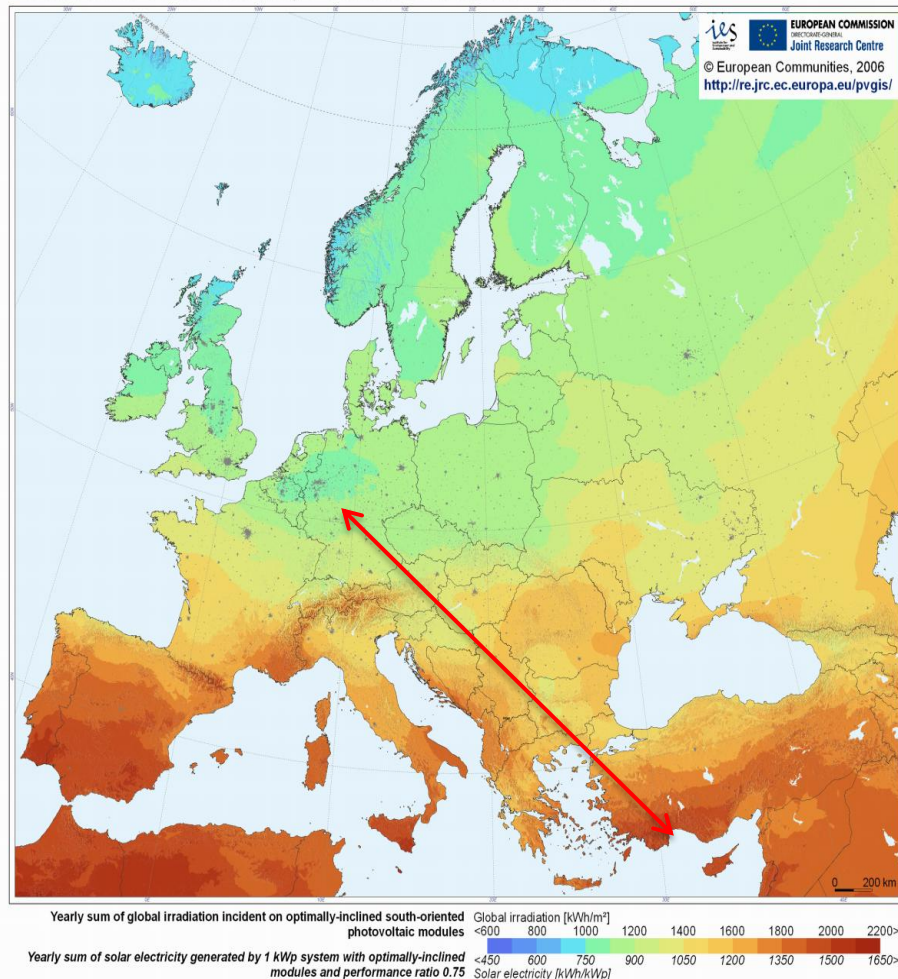 ies
EUROPEAN COMMISSION
DIRECTORATE-GENERAL
Joint Research Centre
© European Communities, 2006
http://re.jrc.ec.europa.eu/pvgis/
0 200 km
Yearly sum of global irradiation incident on optimally-inclined south-oriented
photovoltaic modules
Yearly sum of solar electricity generated by 1 kWp system with optimally-inclined
modules and performance ratio 0.75
Global irradiation [kWh/m²]
<600 800 1000 1200 1400 1600 1800 2000 2200>
<450 600 750 900 1050 1200 1350 1500 1650>
Solar electricity [kWh/kWp]